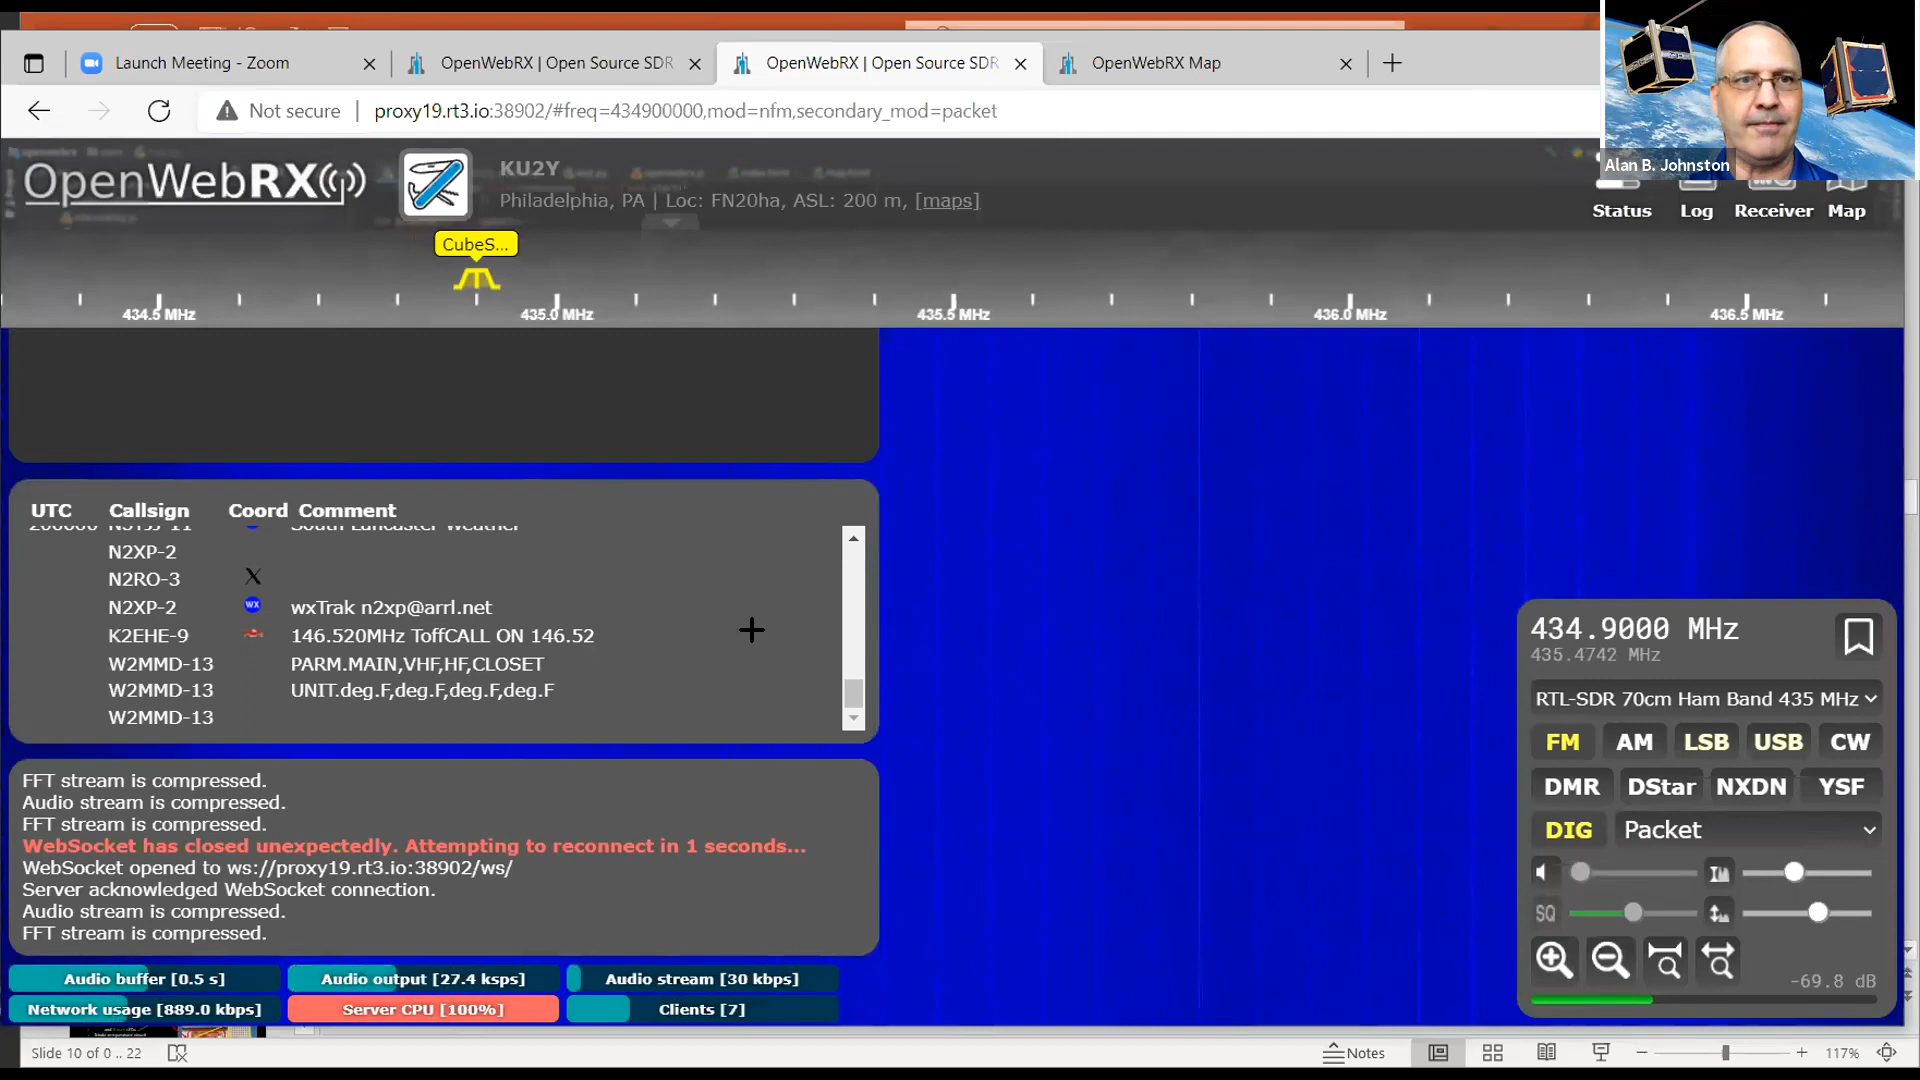 Launch Meeting - Zoom
OpenWebRX | Open Source SDR
OpenWebRX | Open Source SDR
OpenWebRX Map
Not secure
proxy19.rt3.io:38902/#freq=434900000,mod=nfm,secondary_mod=packet
Alan B. Johnston
OpenWebRX
KU2Y
Philadelphia, PA | Loc: FN20ha, ASL: 200 m, [maps]
Status
Log
Receiver
Map
CubeS...
434.5 MHz
435.0 MHz
435.5 MHz
436.0 MHz
436.5 MHz
UTC Callsign Coord Comment
South Lancaster Weather
N2XP-2
N2RO-3 X
N2XP-2 WX wxTrak n2xp@arrl.net
K2EHE-9 146.520MHz ToffCALL ON 146.52
W2MMD-13 PARM.MAIN,VHF,HF,CLOSET
W2MMD-13 UNIT.deg.F,deg.F,deg.F,deg.F
W2MMD-13
FFT stream is compressed.
Audio stream is compressed.
FFT stream is compressed.
WebSocket has closed unexpectedly. Attempting to reconnect in 1 seconds...
WebSocket opened to ws://proxy19.rt3.io:38902/ws/
Server acknowledged WebSocket connection.
Audio stream is compressed.
FFT stream is compressed.
Audio buffer [0.5 s]
Audio output [27.4 ksps]
Audio stream [30 kbps]
Network usage [889.0 kbps]
Server CPU [100%]
Clients [7]
434.9000 MHz
435.4742 MHz
RTL-SDR 70cm Ham Band 435 MHz
FM AM LSB USB CW
DMR DStar NXDN YSF
DIG Packet
SQ
-69.8 dB
Slide 10 of 0 .. 22
Notes
117%